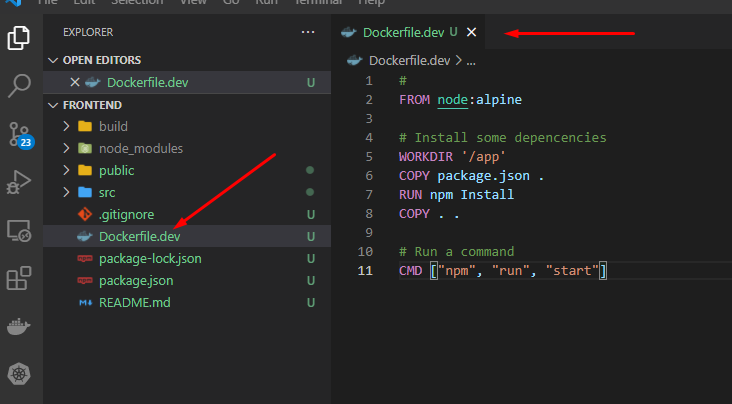 Edit Selection View Go Run Terminal Help
EXPLORER ...
OPEN EDITORS
Dockerfile.dev U
FRONTEND
build
node_modules
public
src
.gitignore U
Dockerfile.dev U
package-lock.json U
package.json U
README.md U
23
Dockerfile.dev U
Dockerfile.dev > ...
1 #
2 FROM node:alpine
3
4 # Install some depencencies
5 WORKDIR '/app'
6 COPY package.json .
7 RUN npm Install
8 COPY . .
9
10 # Run a command
11 CMD ["npm", "run", "start"]